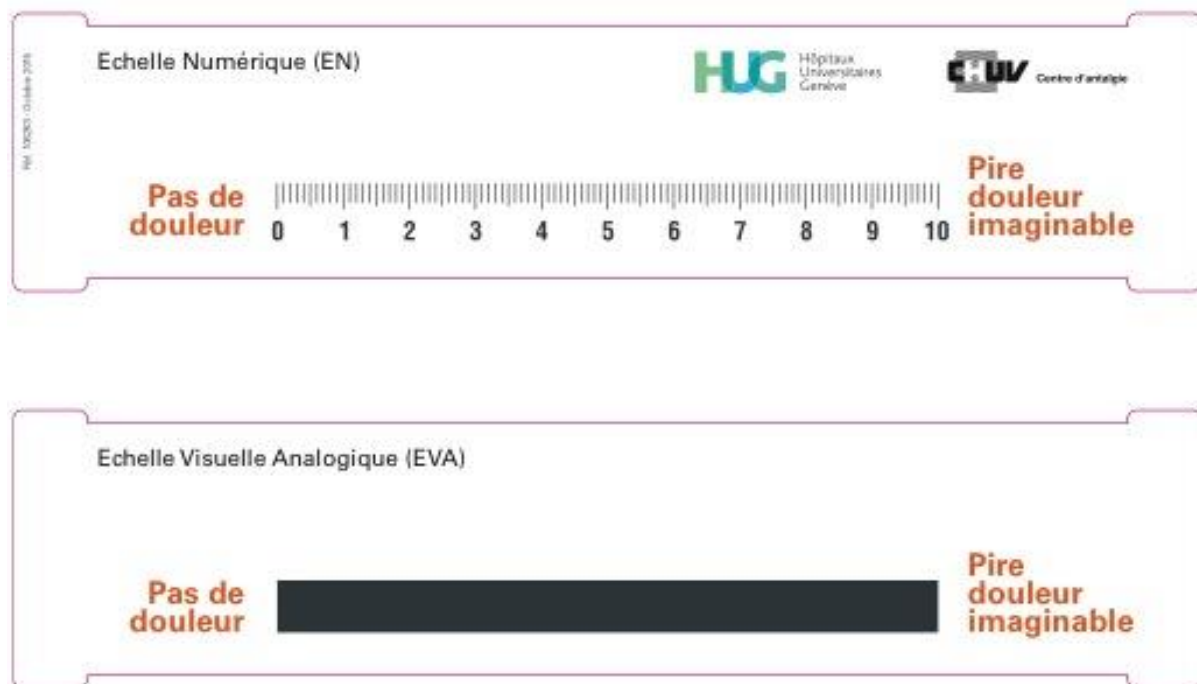 Echelle Numérique (EN)
HUG Hôpitaux
Universitaires
Genève
CHUV Centre d'antalgie
Pas de
douleur
Pire
douleur
imaginable
0 1 2 3 4 5 6 7 8 9 10
Echelle Visuelle Analogique (EVA)
Pas de
douleur
Pire
douleur
imaginable